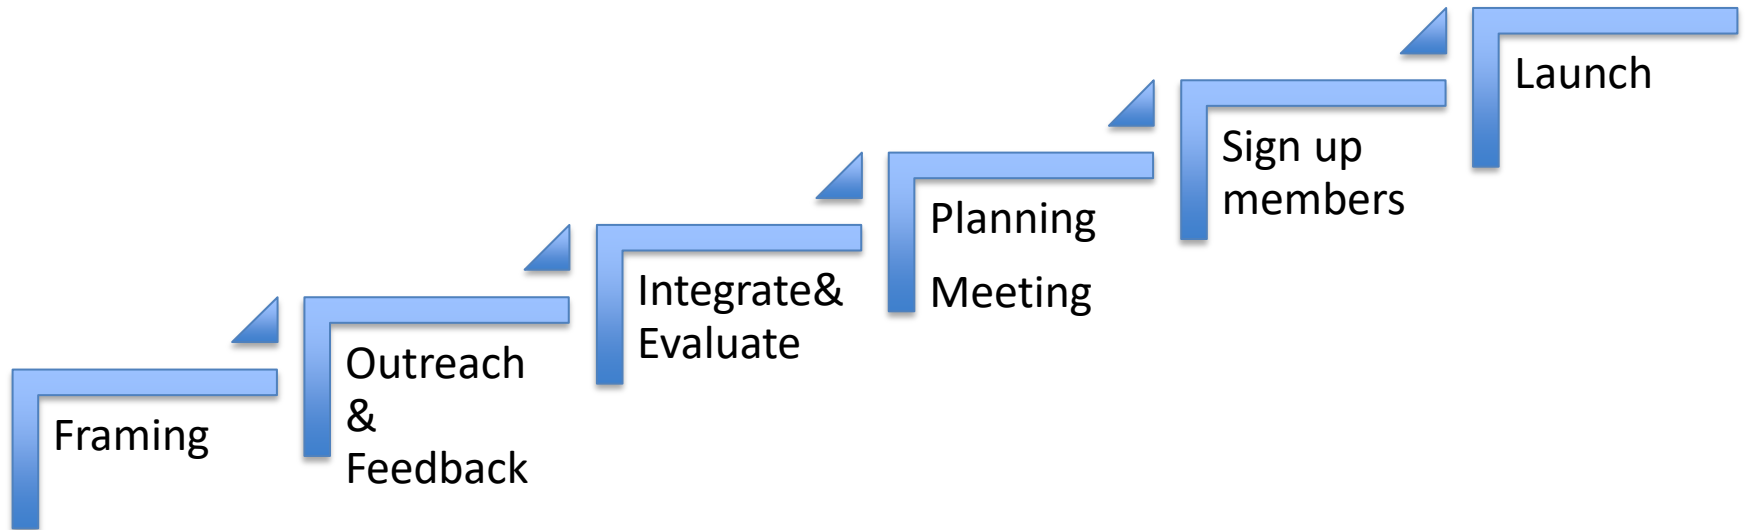 Framing
Outreach
&
Feedback
Integrate&
Evaluate
Planning
Meeting
Sign up
members
Launch